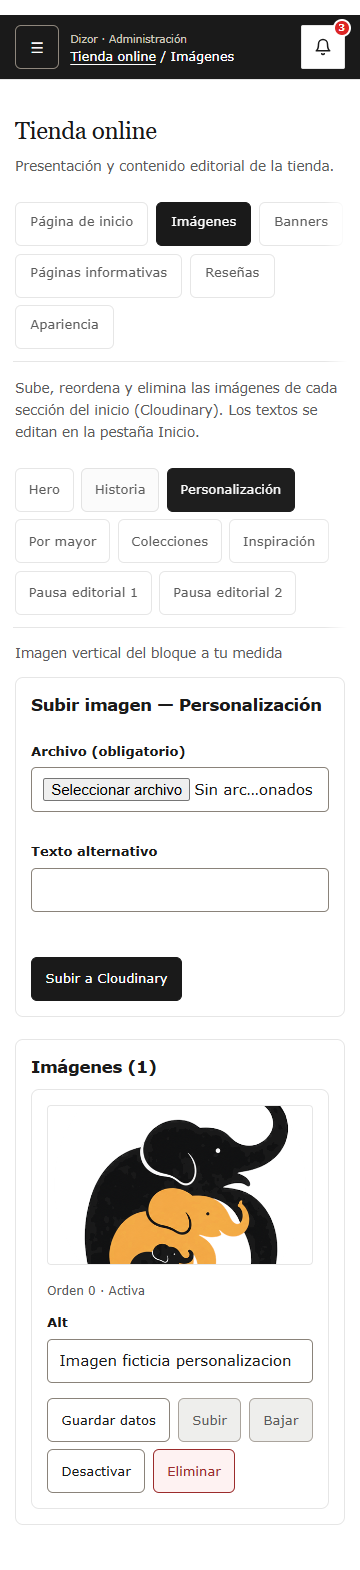 ☰
Dizor · Administración
Tienda online / Imágenes
3
Tienda online
Presentación y contenido editorial de la tienda.
Página de inicio
Imágenes
Banners
Páginas informativas
Reseñas
Apariencia
Sube, reordena y elimina las imágenes de cada
sección del inicio (Cloudinary). Los textos se
editan en la pestaña Inicio.
Hero
Historia
Personalización
Por mayor
Colecciones
Inspiración
Pausa editorial 1
Pausa editorial 2
Imagen vertical del bloque a tu medida
Subir imagen — Personalización
Archivo (obligatorio)
Seleccionar archivo Sin arc...onados
Texto alternativo
Subir a Cloudinary
Imágenes (1)
Orden 0 · Activa
Alt
Imagen ficticia personalizacion
Guardar datos
Subir
Bajar
Desactivar
Eliminar